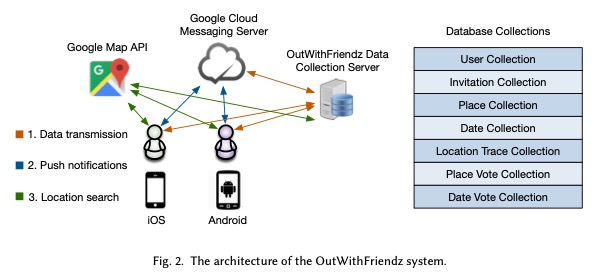 Google Cloud
Messaging Server
Google Map API
OutWithFriendz Data
Collection Server
1. Data transmission
2. Push notifications
3. Location search
iOS
Android
Database Collections
User Collection
Invitation Collection
Place Collection
Date Collection
Location Trace Collection
Place Vote Collection
Date Vote Collection
Fig. 2. The architecture of the OutWithFriendz system.